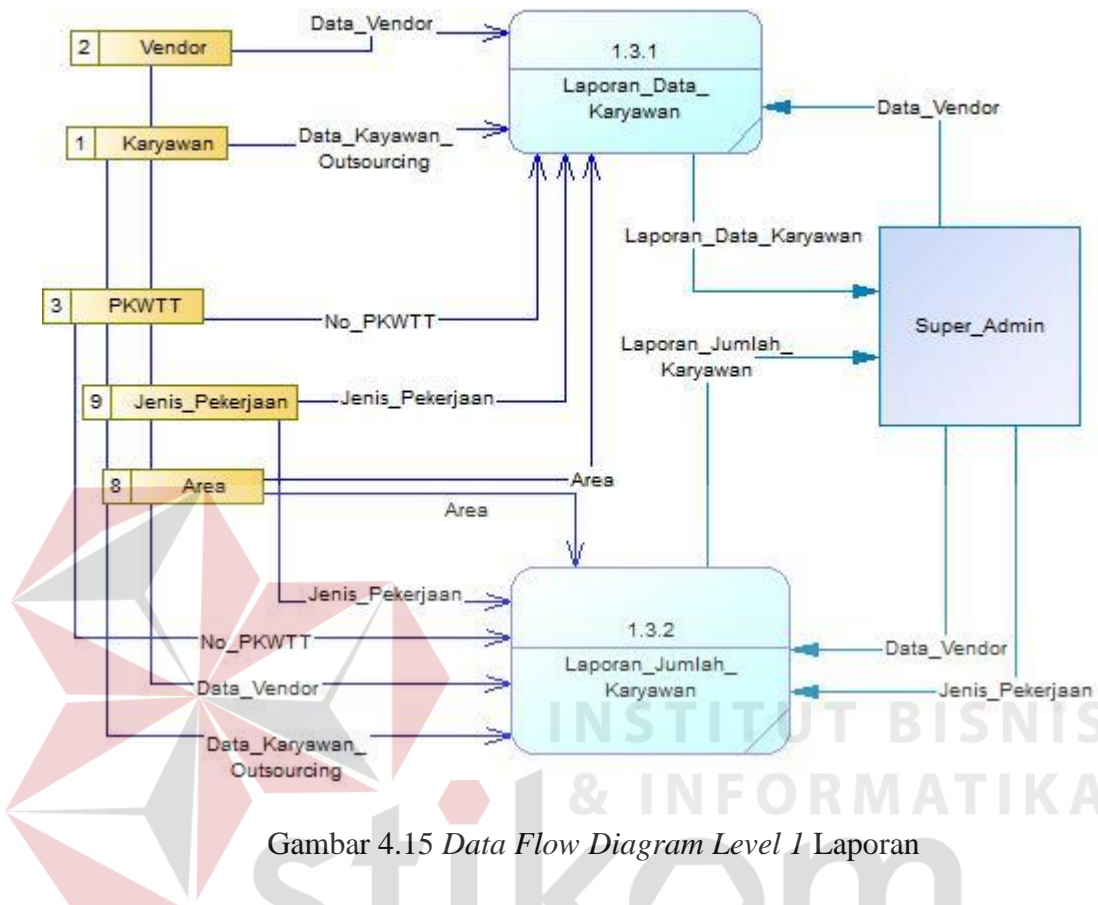 Data_Vendor
2 Vendor
1.3.1
Laporan_Data_
Karyawan
Data_Vendor
1 Karyawan
Data_Kayawan_
Outsourcing
Laporan_Data_Karyawan
3 PKWTT
No_PKWTT
Super_Admin
Laporan_Jumlah_
Karyawan
9 Jenis_Pekerjaan
Jenis_Pekerjaan
8 Area
Area
Area
Jenis_Pekerjaan
1.3.2
Laporan_Jumlah_
Karyawan
No_PKWTT
Data_Vendor
Data_Vendor
Jenis_Pekerjaan
Data_Karyawan_
Outsourcing
INSTITUT BISNIS
& INFORMATIKA
stikom
Gambar 4.15 Data Flow Diagram Level 1 Laporan